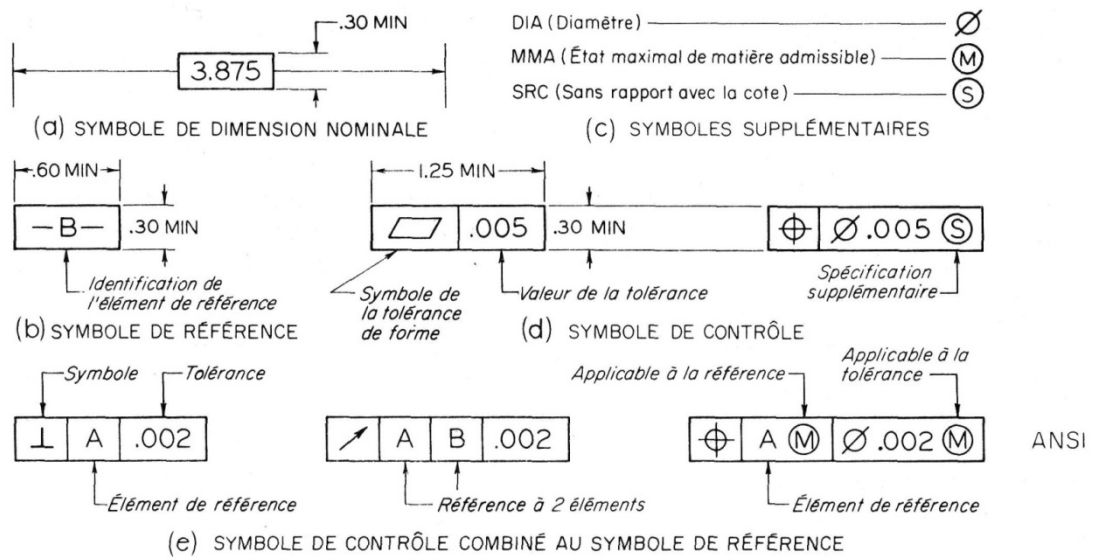 .30 MIN
3.875
(a) SYMBOLE DE DIMENSION NOMINALE
DIA (Diamètre) Ø
MMA (État maximal de matière admissible) Ⓜ
SRC (Sans rapport avec la cote) Ⓢ
(c) SYMBOLES SUPPLÉMENTAIRES
.60 MIN
– B –
.30 MIN
Identification de
l'élément de référence
(b) SYMBOLE DE RÉFÉRENCE
1.25 MIN
⏥ .005
.30 MIN
Symbole de
la tolérance
de forme
Valeur de la tolérance
⌖ Ø .005 Ⓢ
Spécification
supplémentaire
(d) SYMBOLE DE CONTRÔLE
Symbole
Tolérance
⊥ A .002
Élément de référence
↗ A B .002
Référence à 2 éléments
Applicable à la référence
Applicable à la
tolérance
⌖ A Ⓜ Ø .002 Ⓜ
Élément de référence
ANSI
(e) SYMBOLE DE CONTRÔLE COMBINÉ AU SYMBOLE DE RÉFÉRENCE